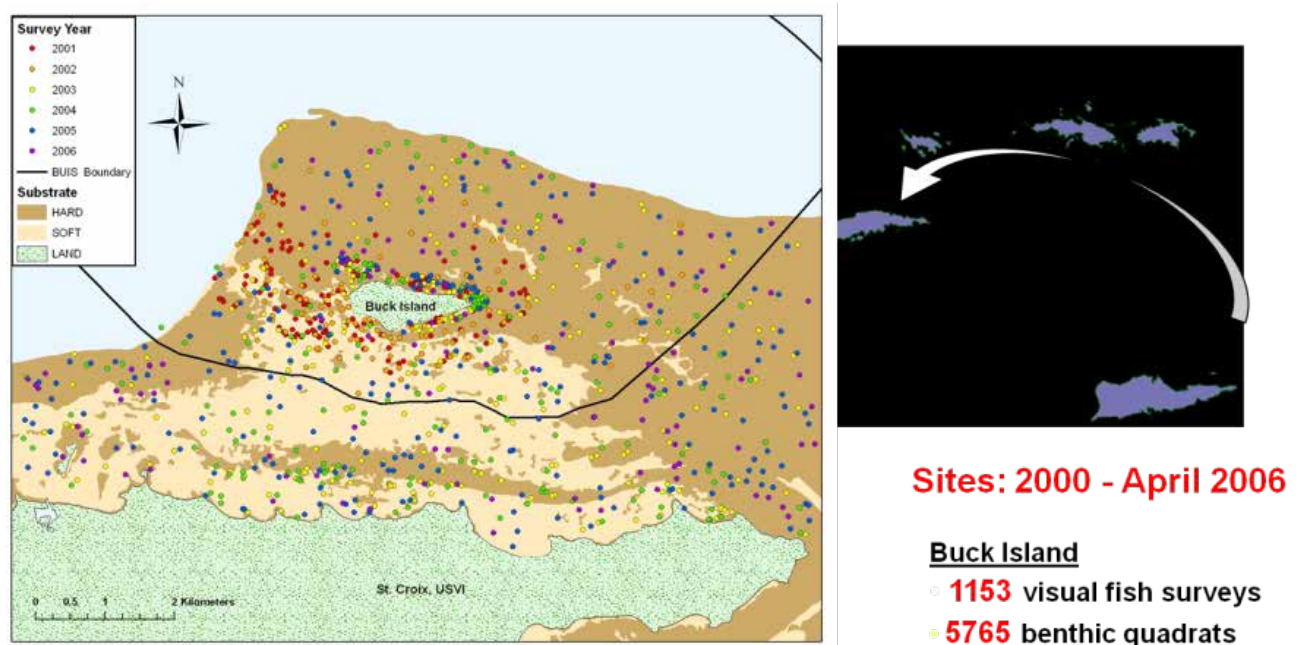 Survey Year
2001
2002
2003
2004
2005
2006
BUIS Boundary
Substrate
HARD
SOFT
LAND
N
Buck Island
St. Croix, USVI
0 0.5 1 2 Kilometers
Sites: 2000 - April 2006
Buck Island
1153 visual fish surveys
5765 benthic quadrats